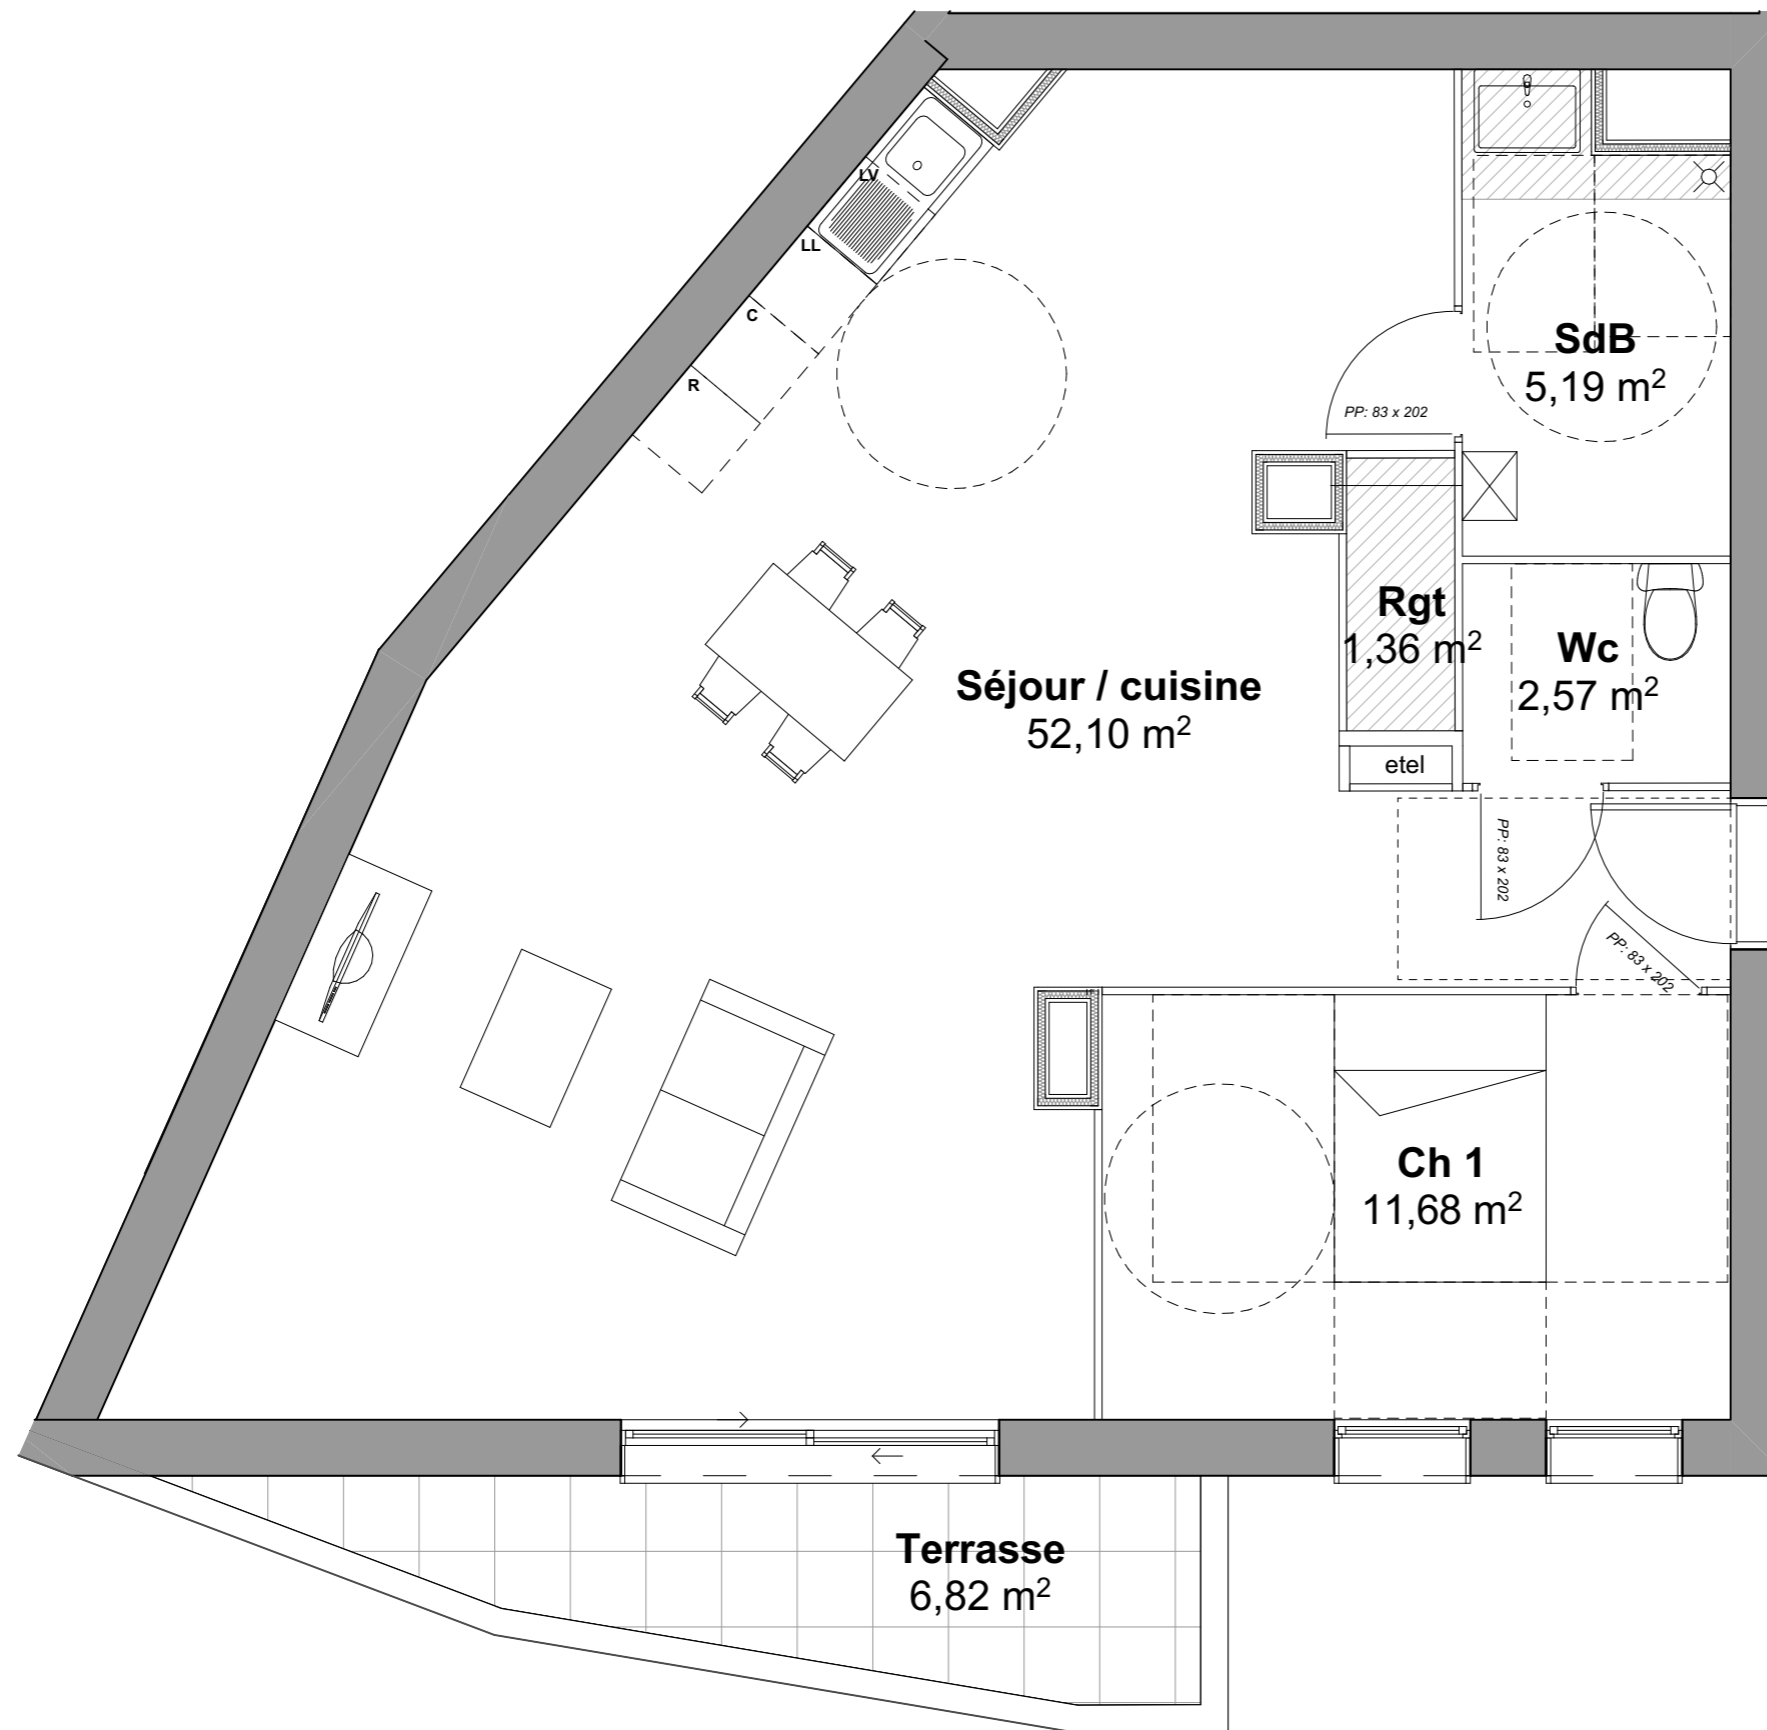 LV
LL
C
R
SdB
5,19 m²
PP: 83 x 202
Rgt
1,36 m²
Wc
2,57 m²
Séjour / cuisine
52,10 m²
etel
PP: 83 x 202
PP: 83 x 202
Ch 1
11,68 m²
Terrasse
6,82 m²